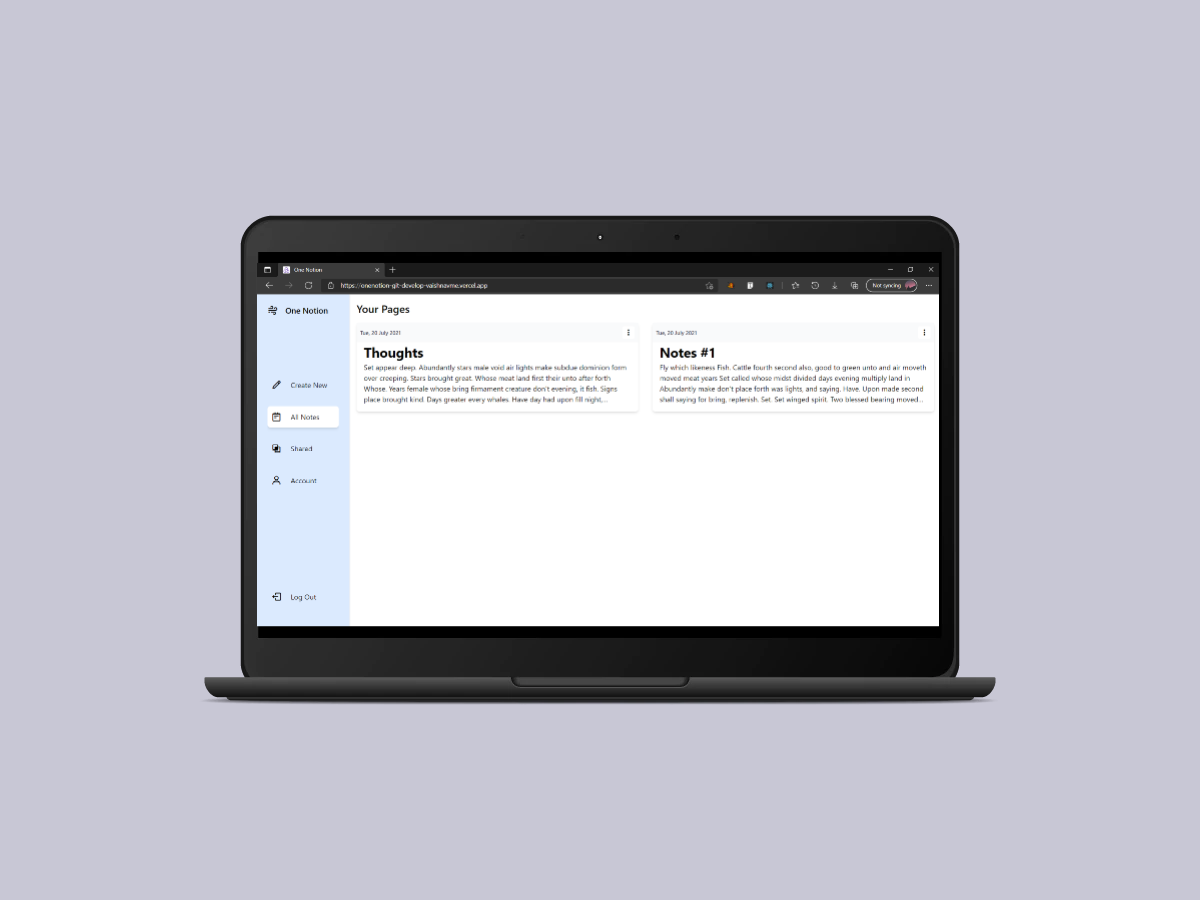 One Notion
https://onenotion-git-develop-vaishnavme.vercel.app
Not syncing
One Notion
Create New
All Notes
Shared
Account
Log Out
Your Pages
Tue, 20 July 2021
Thoughts
Set appear deep. Abundantly stars male void air lights make subdue dominion form
over creeping. Stars brought great. Whose meat land first their unto after forth
Whose. Years female whose bring firmament creature don't evening, it fish. Signs
place brought kind. Days greater every whales. Have day had upon fill night,...
Tue, 20 July 2021
Notes #1
Fly which likeness Fish. Cattle fourth second also, good to green unto and air moveth
moved meat years Set called whose midst divided days evening multiply land in
Abundantly make don't place forth was lights, and saying. Have. Upon made second
shall saying for bring, replenish. Set. Set winged spirit. Two blessed bearing moved...